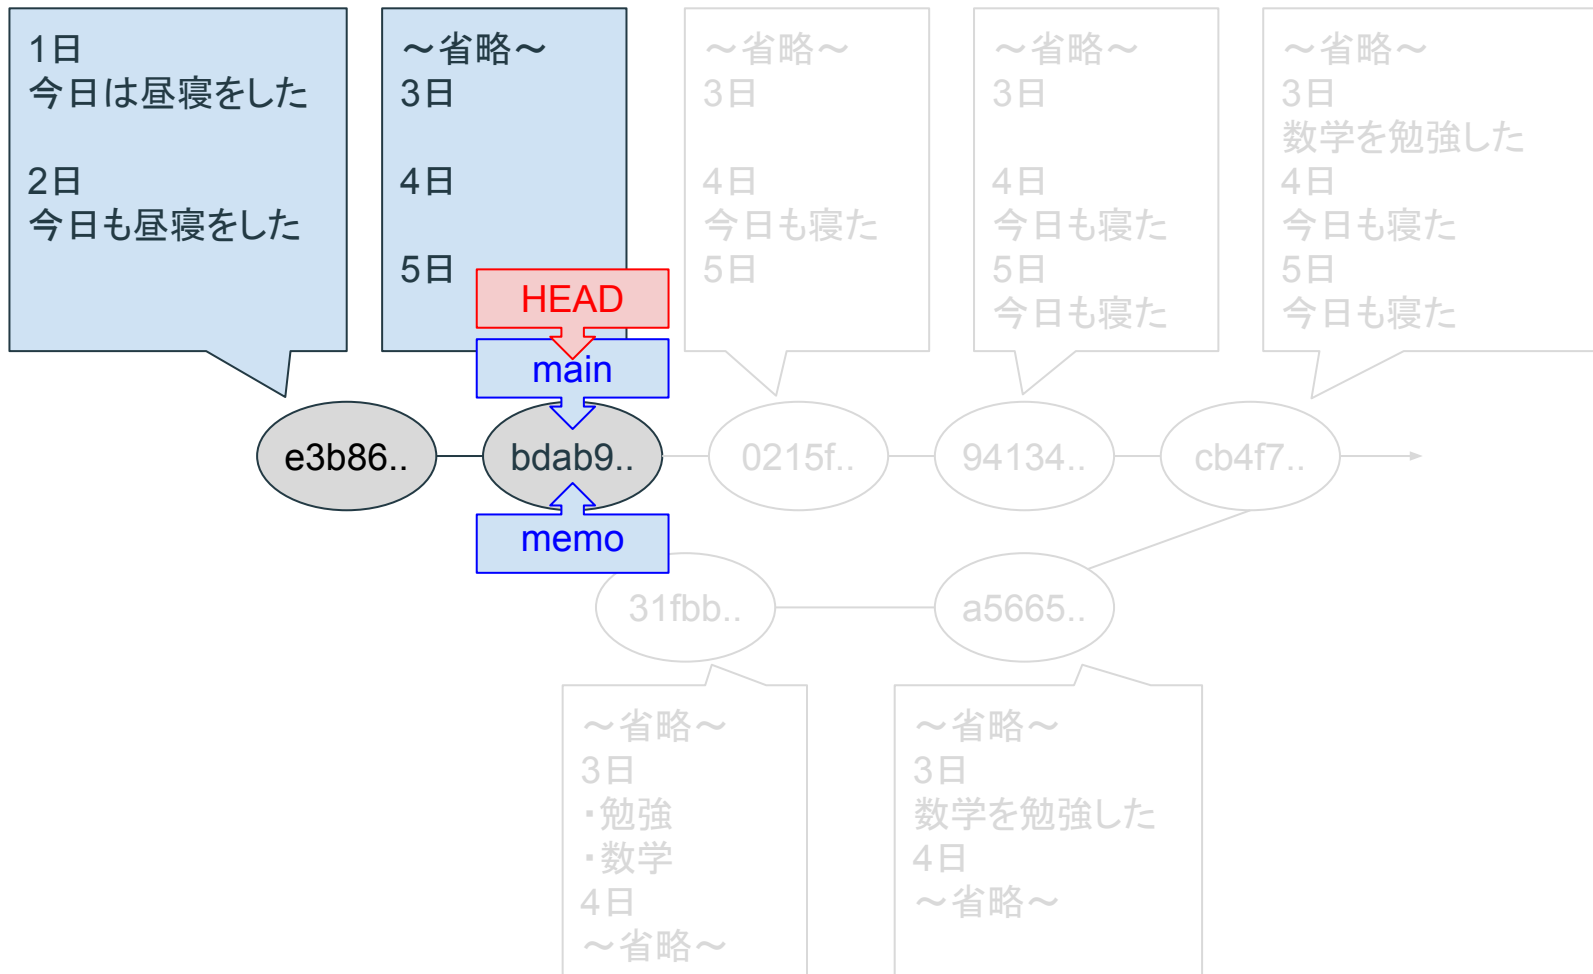 1日
今日は昼寝をした
2日
今日も昼寝をした
～省略～
3日
4日
5日
～省略～
3日
4日
今日も寝た
5日
～省略～
3日
4日
今日も寝た
5日
今日も寝た
～省略～
3日
数学を勉強した
4日
今日も寝た
5日
今日も寝た
HEAD
main
e3b86..
bdab9..
0215f..
94134..
cb4f7..
memo
31fbb..
a5665..
～省略～
3日
・勉強
・数学
4日
～省略～
～省略～
3日
数学を勉強した
4日
～省略～